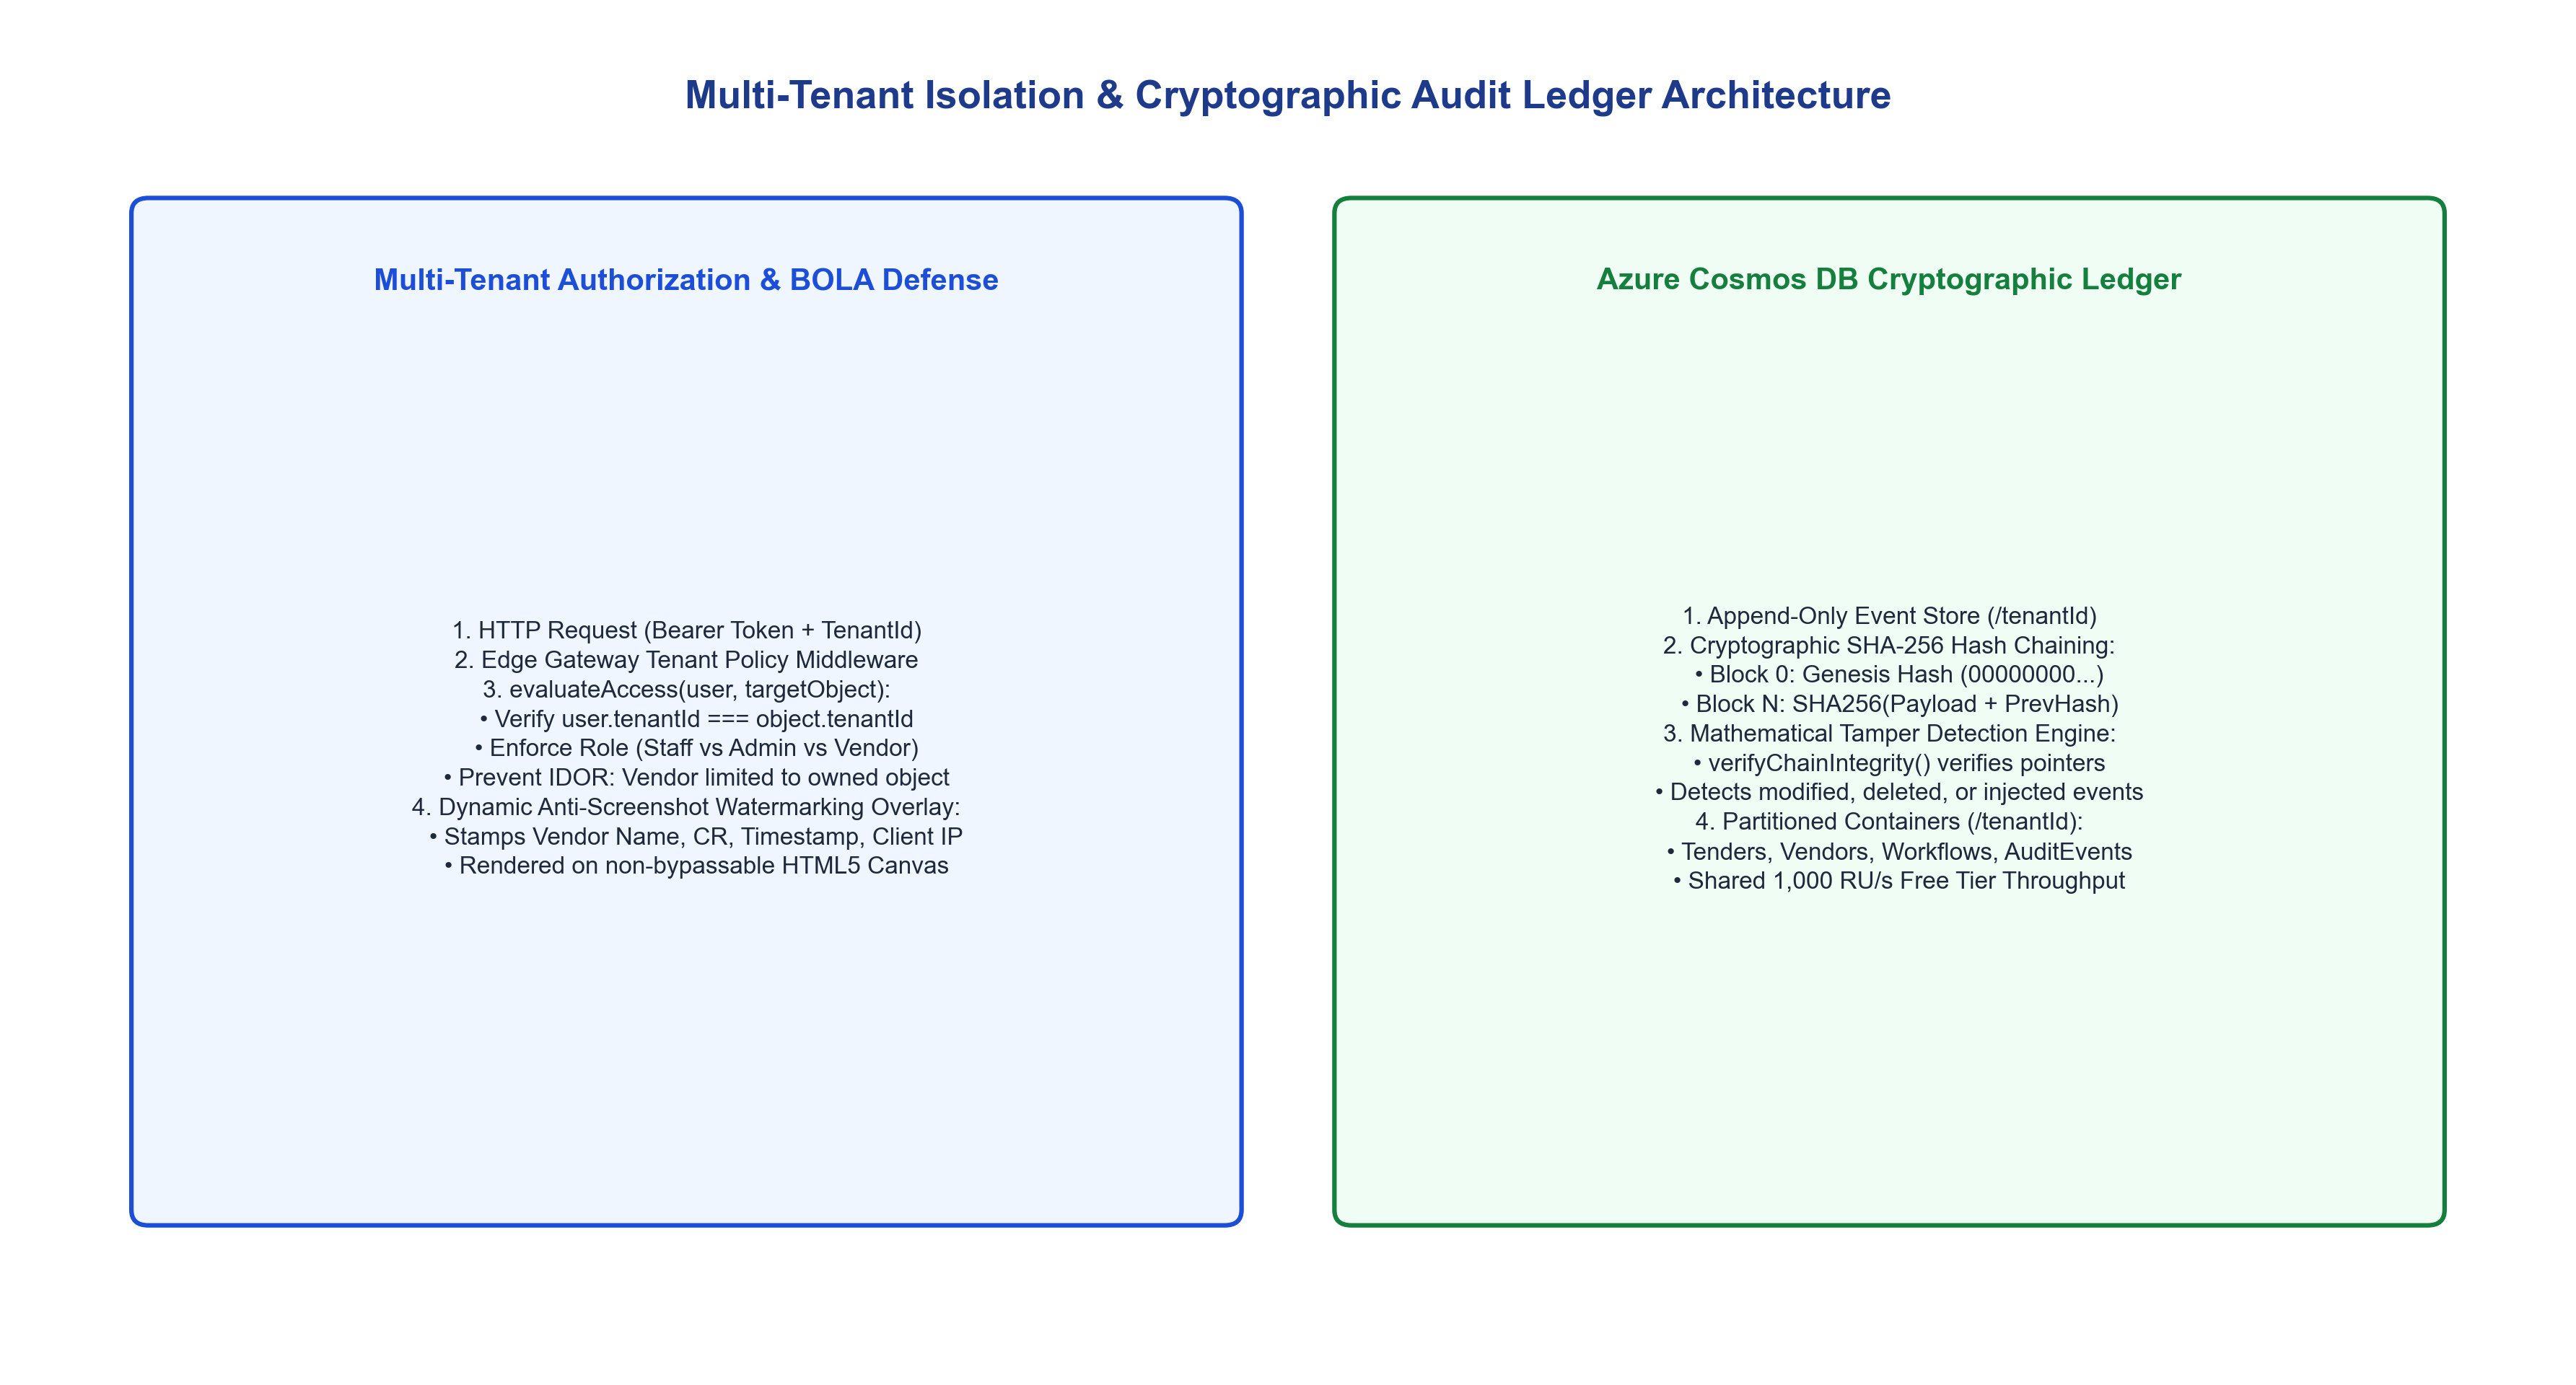 Multi-Tenant Isolation & Cryptographic Audit Ledger Architecture
Multi-Tenant Authorization & BOLA Defense
1. HTTP Request (Bearer Token + TenantId)
2. Edge Gateway Tenant Policy Middleware
3. evaluateAccess(user, targetObject):
• Verify user.tenantId === object.tenantId
• Enforce Role (Staff vs Admin vs Vendor)
• Prevent IDOR: Vendor limited to owned object
4. Dynamic Anti-Screenshot Watermarking Overlay:
• Stamps Vendor Name, CR, Timestamp, Client IP
• Rendered on non-bypassable HTML5 Canvas
Azure Cosmos DB Cryptographic Ledger
1. Append-Only Event Store (/tenantId)
2. Cryptographic SHA-256 Hash Chaining:
• Block 0: Genesis Hash (00000000...)
• Block N: SHA256(Payload + PrevHash)
3. Mathematical Tamper Detection Engine:
• verifyChainIntegrity() verifies pointers
• Detects modified, deleted, or injected events
4. Partitioned Containers (/tenantId):
• Tenders, Vendors, Workflows, AuditEvents
• Shared 1,000 RU/s Free Tier Throughput